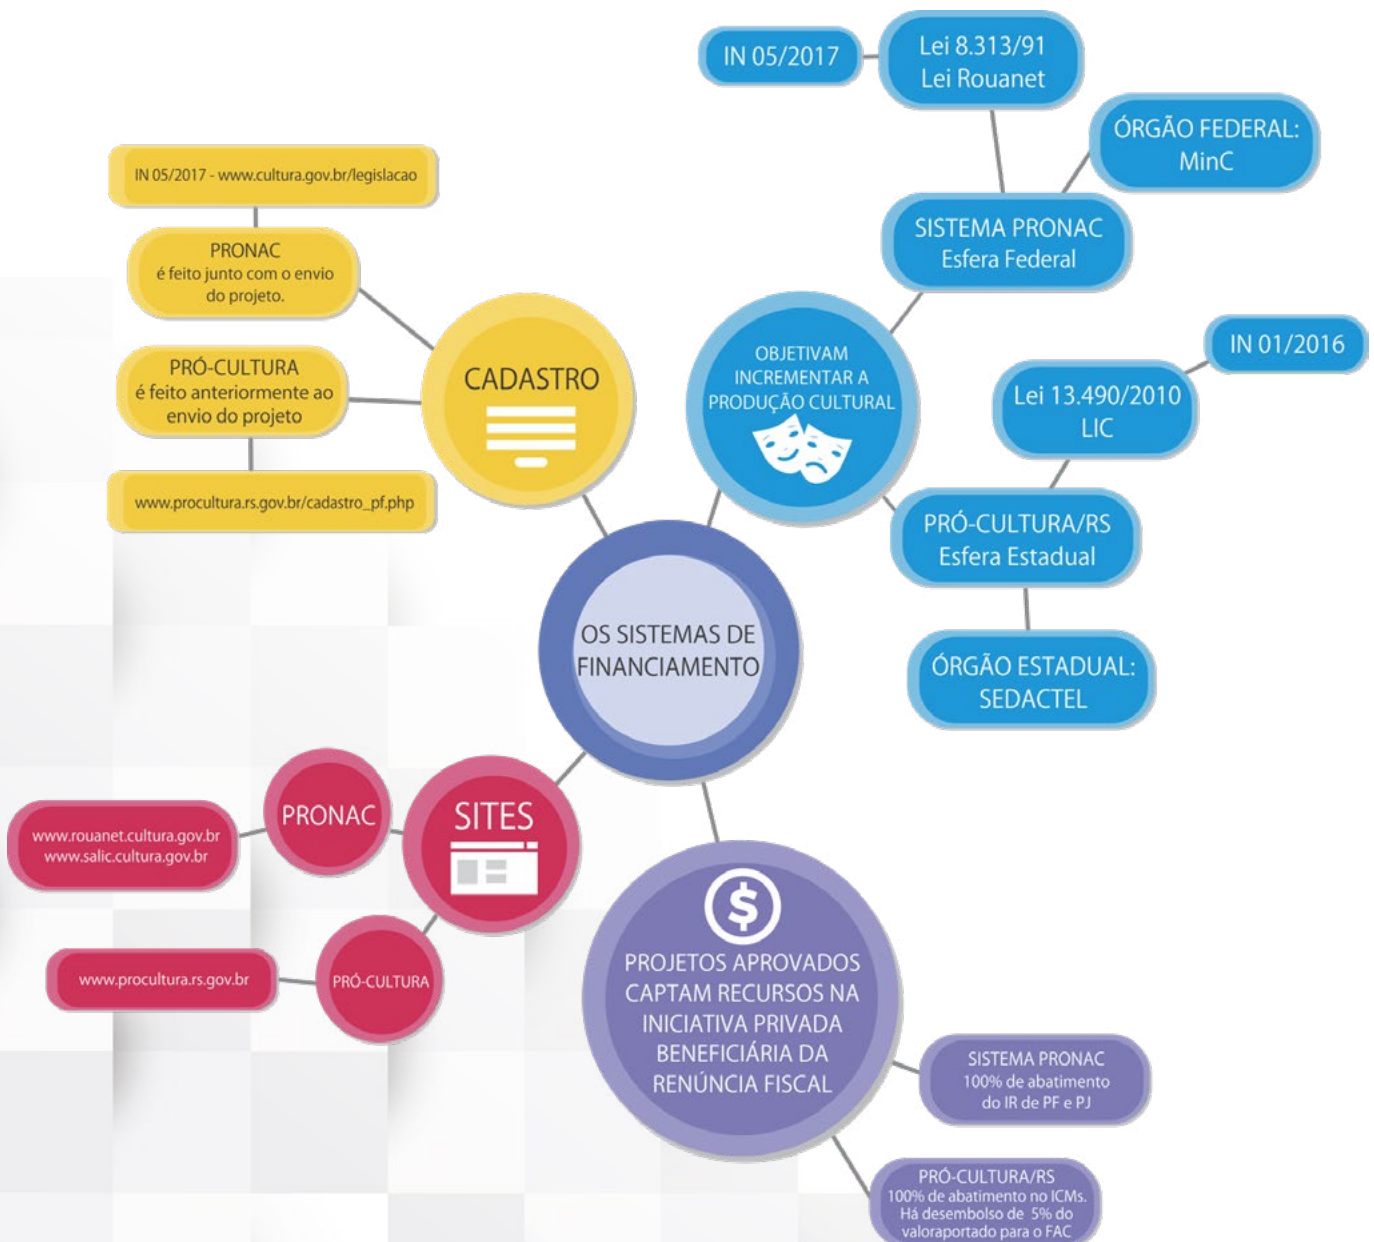 IN 05/2017
Lei 8.313/91
Lei Rouanet
ÓRGÃO FEDERAL:
MinC
SISTEMA PRONAC
Esfera Federal
IN 05/2017 - www.cultura.gov.br/legislacao
PRONAC
é feito junto com o envio
do projeto.
PRÓ-CULTURA
é feito anteriormente ao
envio do projeto
www.procultura.rs.gov.br/cadastro_pf.php
CADASTRO
OBJETIVAM
INCREMENTAR A
PRODUÇÃO CULTURAL
IN 01/2016
Lei 13.490/2010
LIC
PRÓ-CULTURA/RS
Esfera Estadual
ÓRGÃO ESTADUAL:
SEDACTEL
OS SISTEMAS DE
FINANCIAMENTO
SITES
PRONAC
www.rouanet.cultura.gov.br
www.salic.cultura.gov.br
PRÓ-CULTURA
www.procultura.rs.gov.br
$
PROJETOS APROVADOS
CAPTAM RECURSOS NA
INICIATIVA PRIVADA
BENEFICIÁRIA DA
RENÚNCIA FISCAL
SISTEMA PRONAC
100% de abatimento
do IR de PF e PJ
PRÓ-CULTURA/RS
100% de abatimento no ICMs.
Há desembolso de 5% do
valoraportado para o FAC